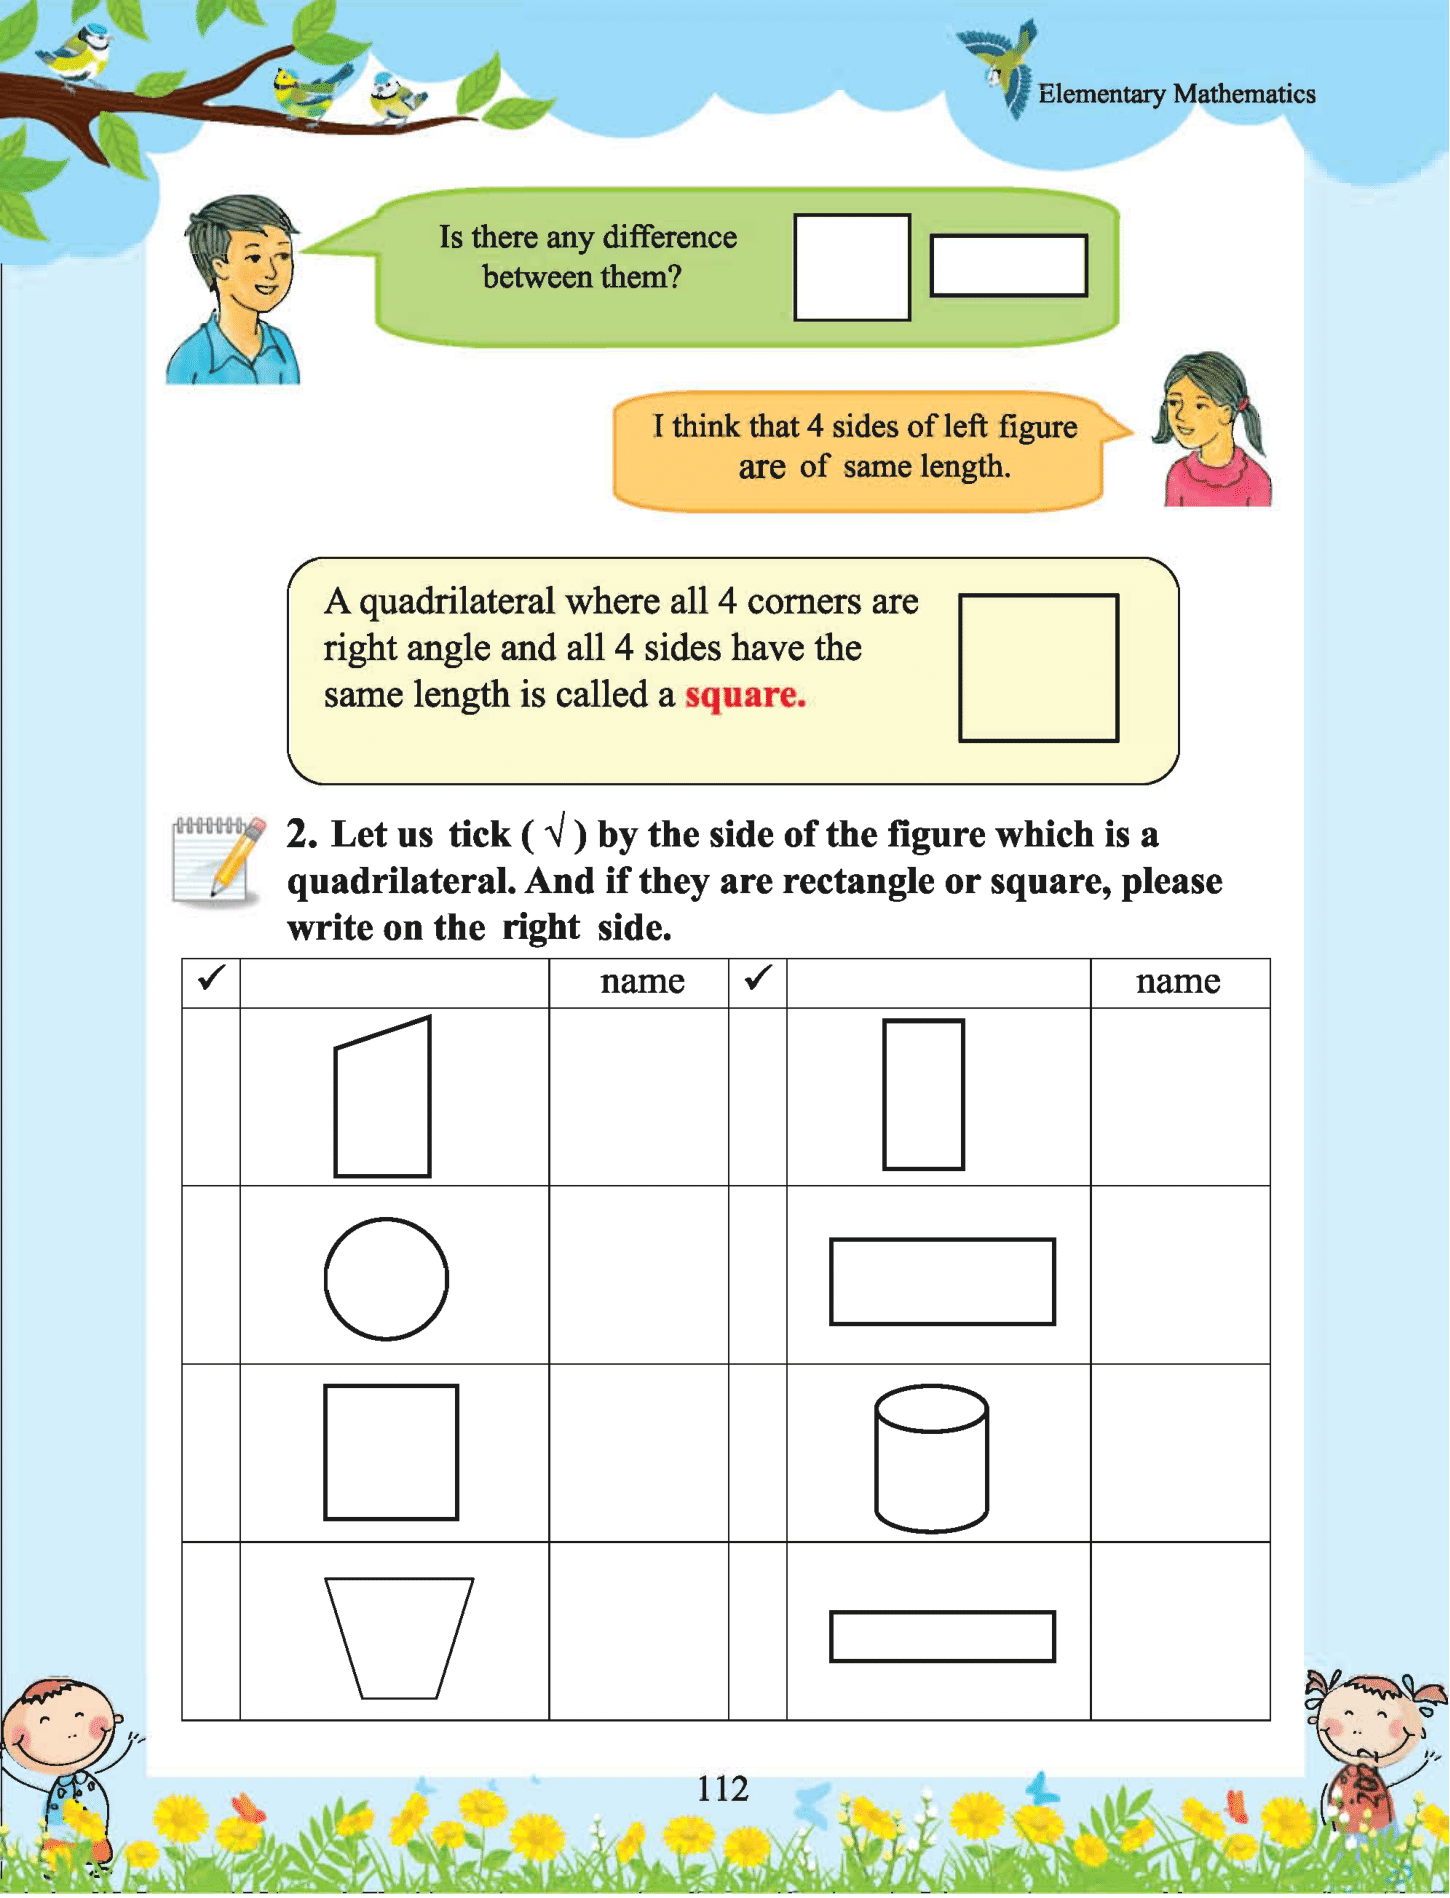 Elementary Mathematics
Is there any difference
between them?
I think that 4 sides of left figure
are of same length.
A quadrilateral where all 4 corners are
right angle and all 4 sides have the
same length is called a square.
2. Let us tick ( √ ) by the side of the figure which is a
quadrilateral. And if they are rectangle or square, please
write on the right side.
✓ name ✓ name
112
2022